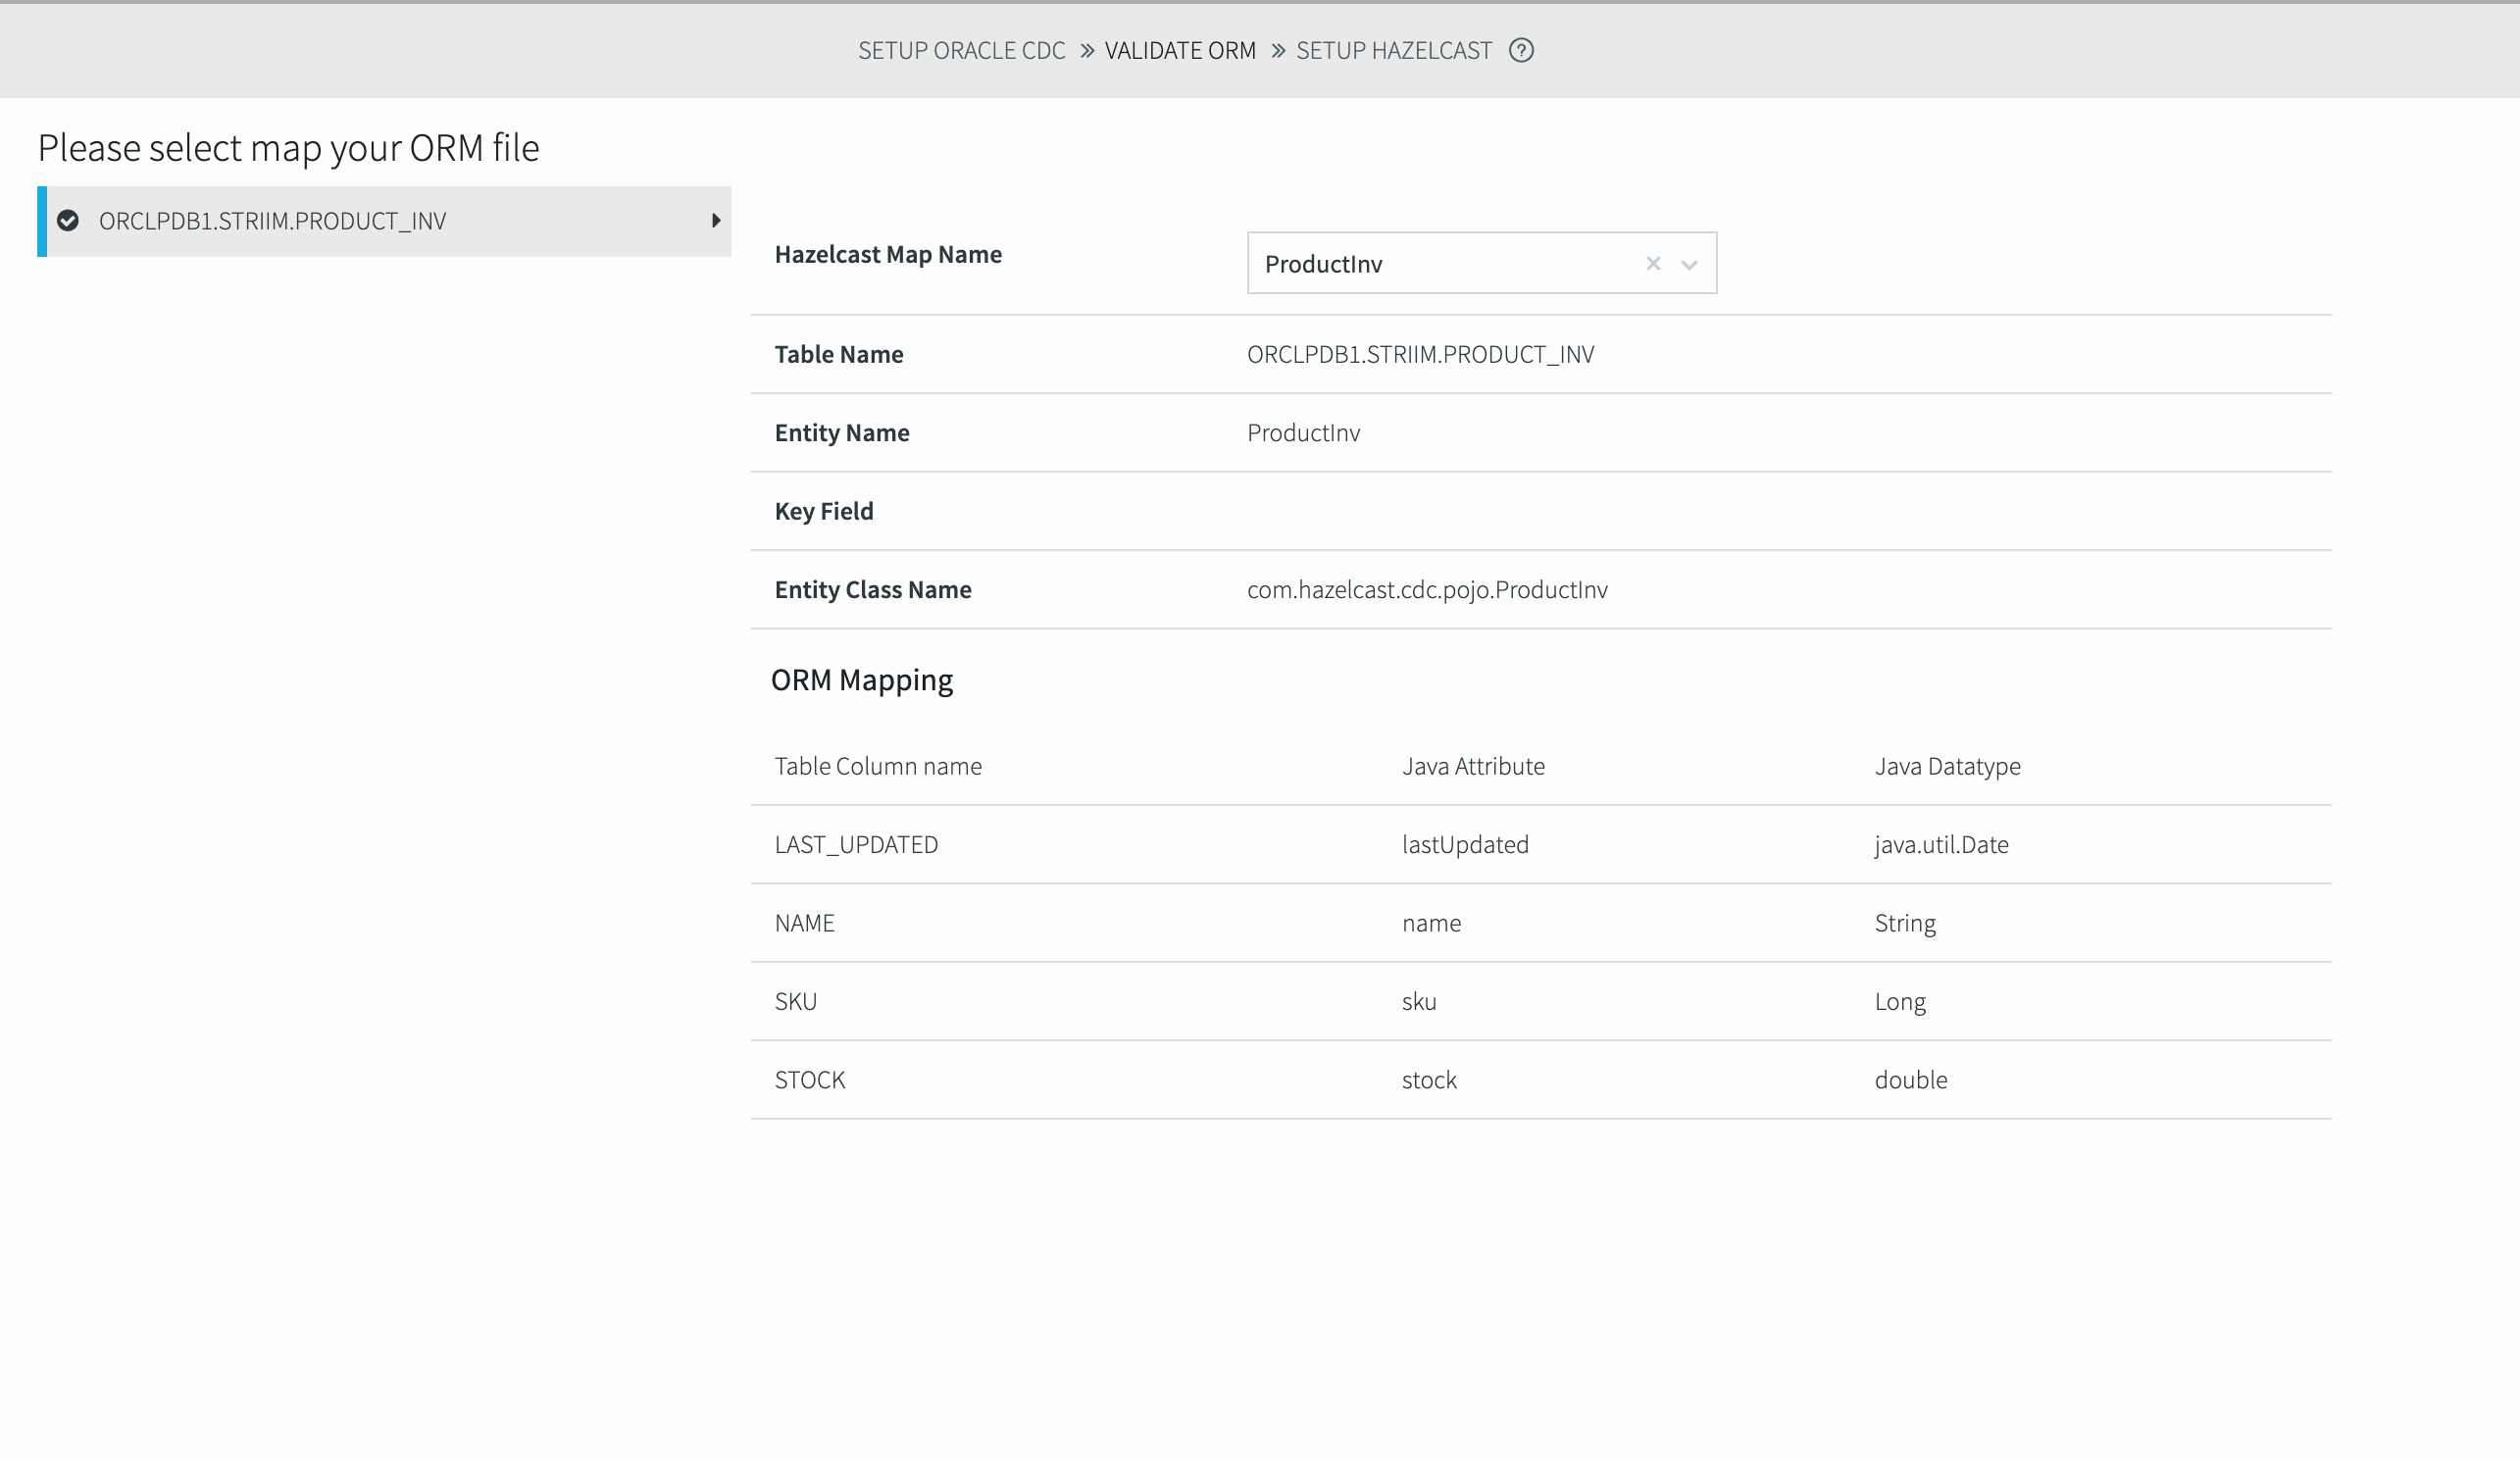 SETUP ORACLE CDC » VALIDATE ORM » SETUP HAZELCAST ?
Please select map your ORM file
ORCLPDB1.STRIIM.PRODUCT_INV
Hazelcast Map Name ProductInv
Table Name ORCLPDB1.STRIIM.PRODUCT_INV
Entity Name ProductInv
Key Field
Entity Class Name com.hazelcast.cdc.pojo.ProductInv
ORM Mapping
Table Column name Java Attribute Java Datatype
LAST_UPDATED lastUpdated java.util.Date
NAME name String
SKU sku Long
STOCK stock double